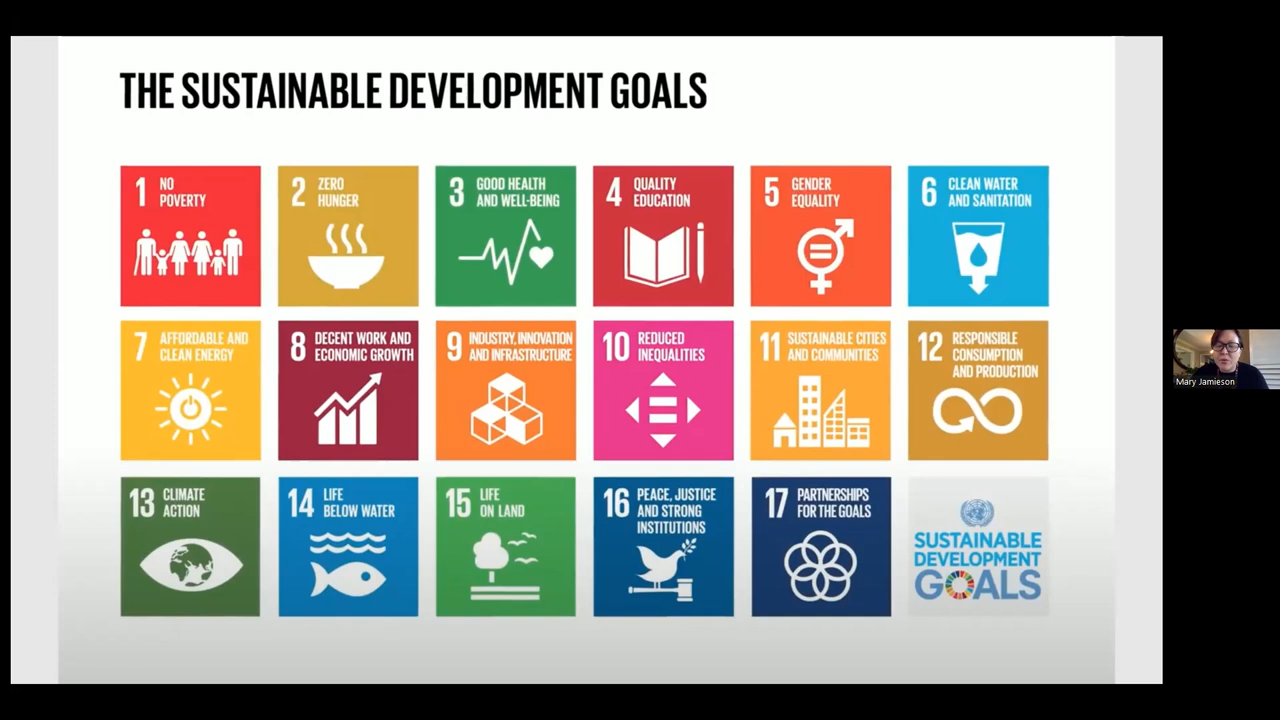 THE SUSTAINABLE DEVELOPMENT GOALS
1 NO
POVERTY
2 ZERO
HUNGER
3 GOOD HEALTH
AND WELL-BEING
4 QUALITY
EDUCATION
5 GENDER
EQUALITY
6 CLEAN WATER
AND SANITATION
7 AFFORDABLE AND
CLEAN ENERGY
8 DECENT WORK AND
ECONOMIC GROWTH
9 INDUSTRY, INNOVATION
AND INFRASTRUCTURE
10 REDUCED
INEQUALITIES
11 SUSTAINABLE CITIES
AND COMMUNITIES
12 RESPONSIBLE
CONSUMPTION
AND PRODUCTION
13 CLIMATE
ACTION
14 LIFE
BELOW WATER
15 LIFE
ON LAND
16 PEACE, JUSTICE
AND STRONG
INSTITUTIONS
17 PARTNERSHIPS
FOR THE GOALS
SUSTAINABLE
DEVELOPMENT
GOALS
Mary Jamieson